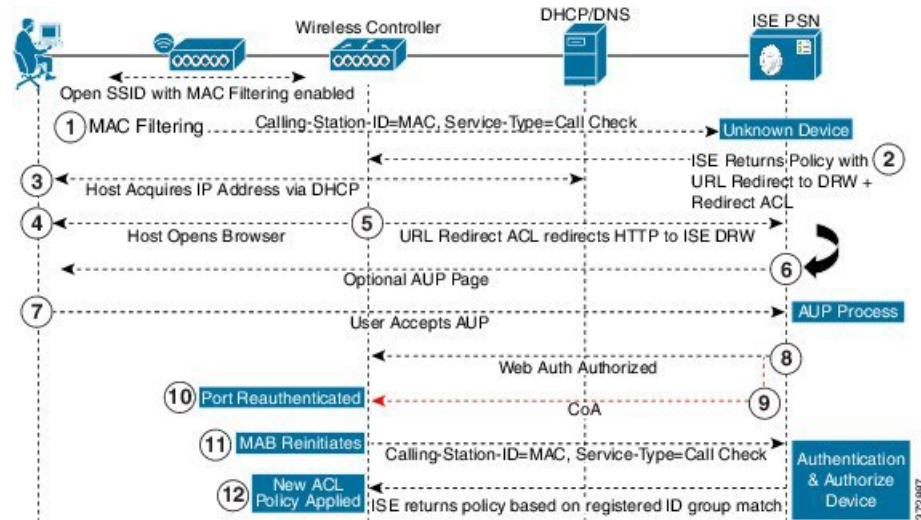 DHCP/DNS
ISE PSN
Wireless Controller
Open SSID with MAC Filtering enabled
1 MAC Filtering
Calling-Station-ID=MAC, Service-Type=Call Check
Unknown Device
ISE Returns Policy with 2
URL Redirect to DRW +
Redirect ACL
3
Host Acquires IP Address via DHCP
4
Host Opens Browser
5
URL Redirect ACL redirects HTTP to ISE DRW
6
Optional AUP Page
7
User Accepts AUP
AUP Process
8
Web Auth Authorized
10 Port Reauthenticated
CoA
9
11 MAB Reinitiates
Calling-Station-ID=MAC, Service-Type=Call Check
Authentication
& Authorize
Device
12 New ACL
Policy Applied
ISE returns policy based on registered ID group match